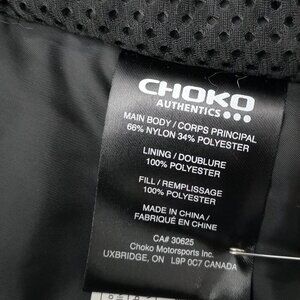 CHOKO
AUTHENTICS
MAIN BODY / CORPS PRINCIPAL
66% NYLON 34% POLYESTER
LINING / DOUBLURE
100% POLYESTER
FILL / REMPLISSAGE
100% POLYESTER
MADE IN CHINA /
FABRIQUÉ EN CHINE
CA# 30625
Choko Motorsports Inc.
UXBRIDGE, ON L9P 0C7 CANADA